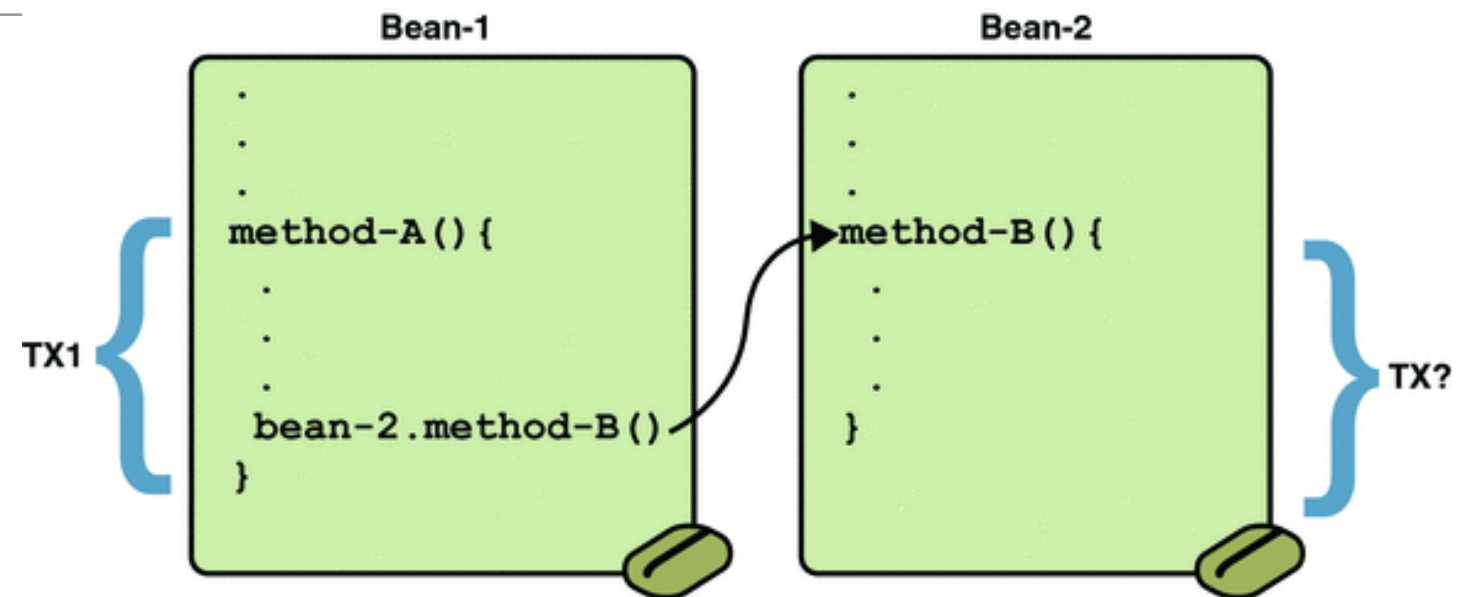 Bean-1
.
.
.
method-A(){
.
.
.
bean-2.method-B()
}
TX1
Bean-2
.
.
.
method-B(){
.
.
.
}
TX?